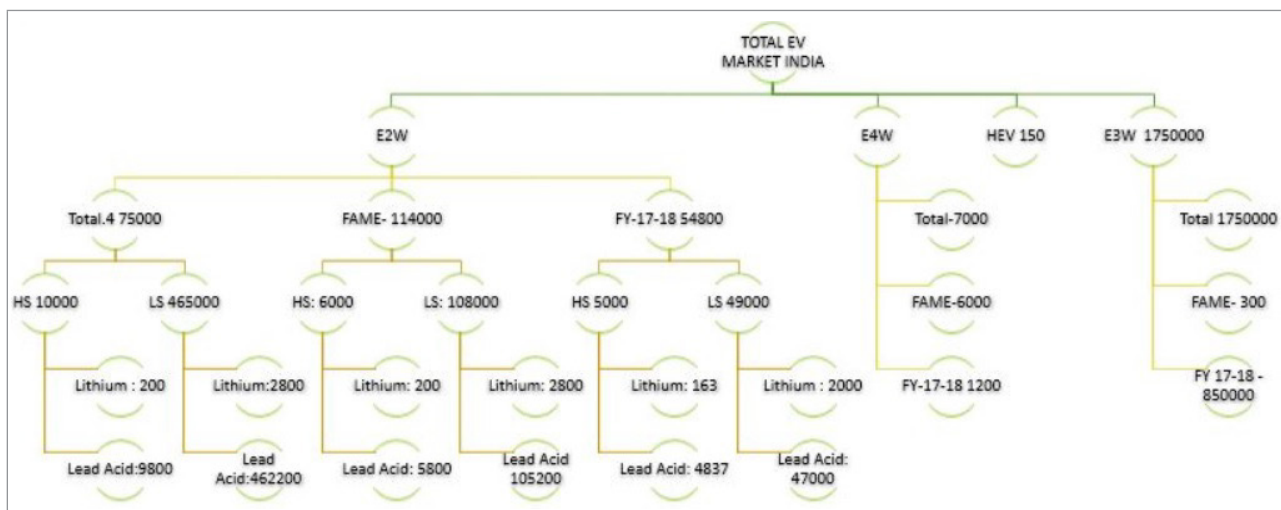 TOTAL EV
MARKET INDIA
E2W
E4W
HEV 150
E3W 1750000
Total.4 75000
FAME- 114000
FY-17-18 54800
Total-7000
Total 1750000
HS 10000
LS 465000
HS: 6000
LS: 108000
HS 5000
LS 49000
FAME-6000
FAME- 300
Lithium : 200
Lithium:2800
Lithium: 200
Lithium: 2800
Lithium: 163
Lithium : 2000
FY-17-18 1200
FY 17-18 -
850000
Lead Acid:9800
Lead
Acid:462200
Lead Acid: 5800
Lead Acid
105200
Lead Acid: 4837
Lead Acid:
47000